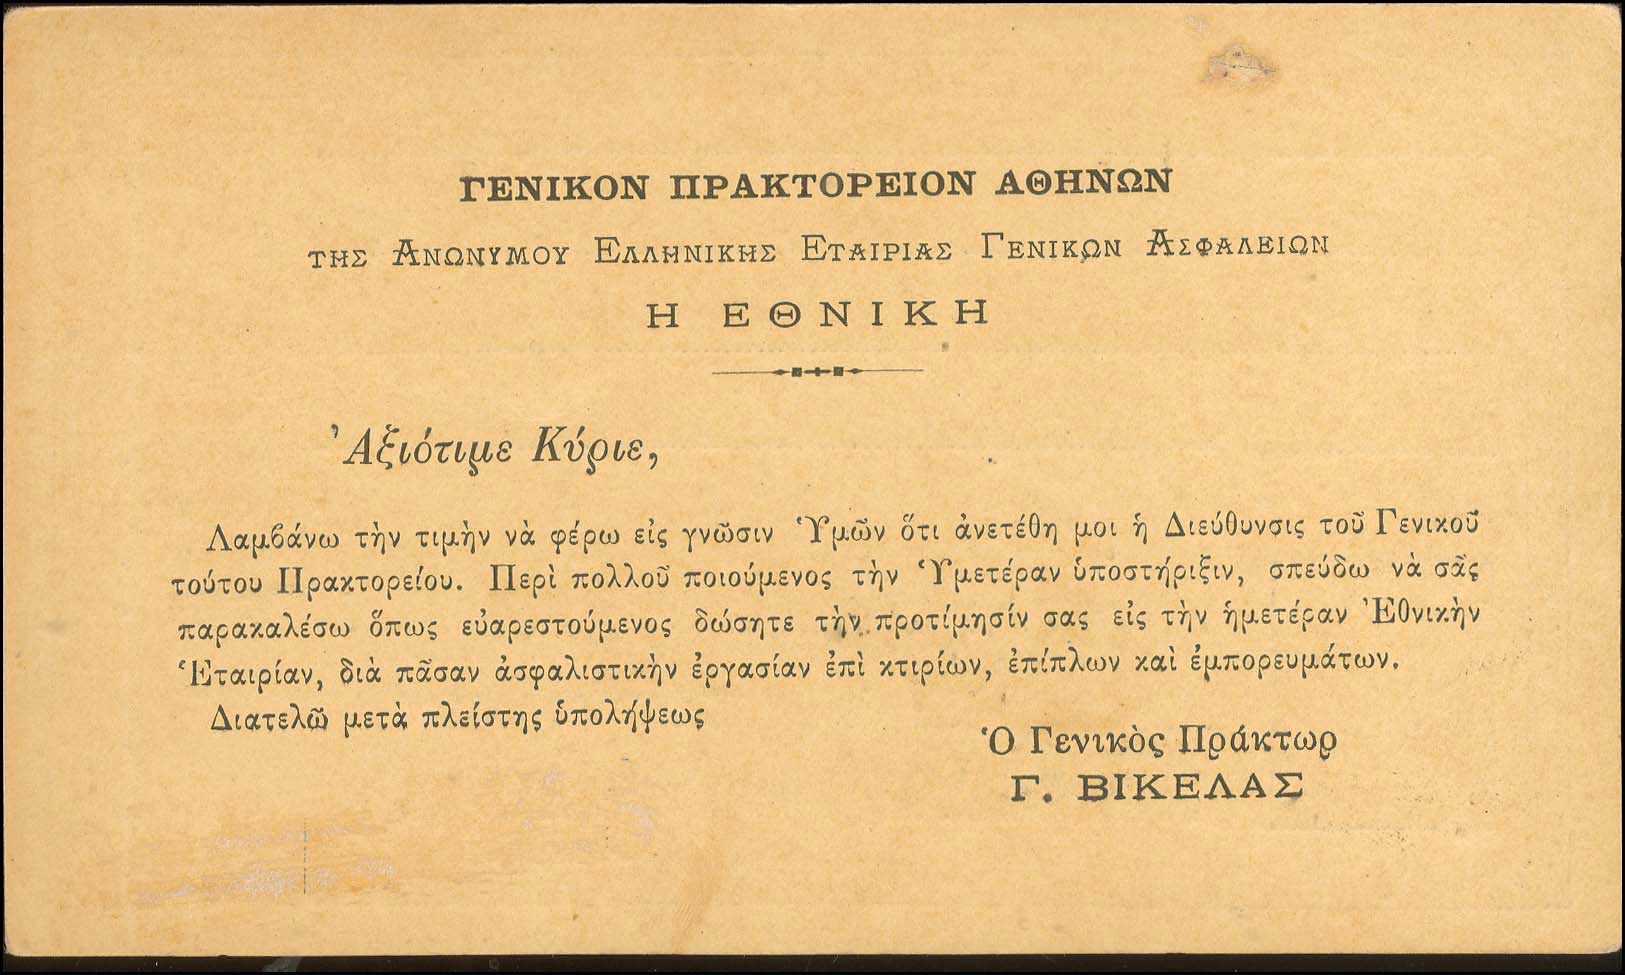 ΓΕΝΙΚΟΝ ΠΡΑΚΤΟΡΕΙΟΝ ΑΘΗΝΩΝ
ΤΗΣ ΑΝΩΝΥΜΟΥ ΕΛΛΗΝΙΚΗΣ ΕΤΑΙΡΙΑΣ ΓΕΝΙΚΩΝ ΑΣΦΑΛΕΙΩΝ
Η ΕΘΝΙΚΗ
Ἀξιότιμε Κύριε,
Λαμβάνω τὴν τιμὴν νὰ φέρω εἰς γνῶσιν Ὑμῶν ὅτι ἀνετέθη μοι ἡ Διεύθυνσις τοῦ Γενικοῦ
τούτου Πρακτορείου. Περὶ πολλοῦ ποιούμενος τὴν Ὑμετέραν ὑποστήριξιν, σπεύδω νὰ σᾶς
παρακαλέσω ὅπως εὐαρεστούμενος δώσητε τὴν προτίμησίν σας εἰς τὴν ἡμετέραν Ἐθνικὴν
Ἑταιρίαν, διὰ πᾶσαν ἀσφαλιστικὴν ἐργασίαν ἐπὶ κτιρίων, ἐπίπλων καὶ ἐμπορευμάτων.
Διατελῶ μετὰ πλείστης ὑπολήψεως
Ὁ Γενικὸς Πράκτωρ
Γ. ΒΙΚΕΛΑΣ